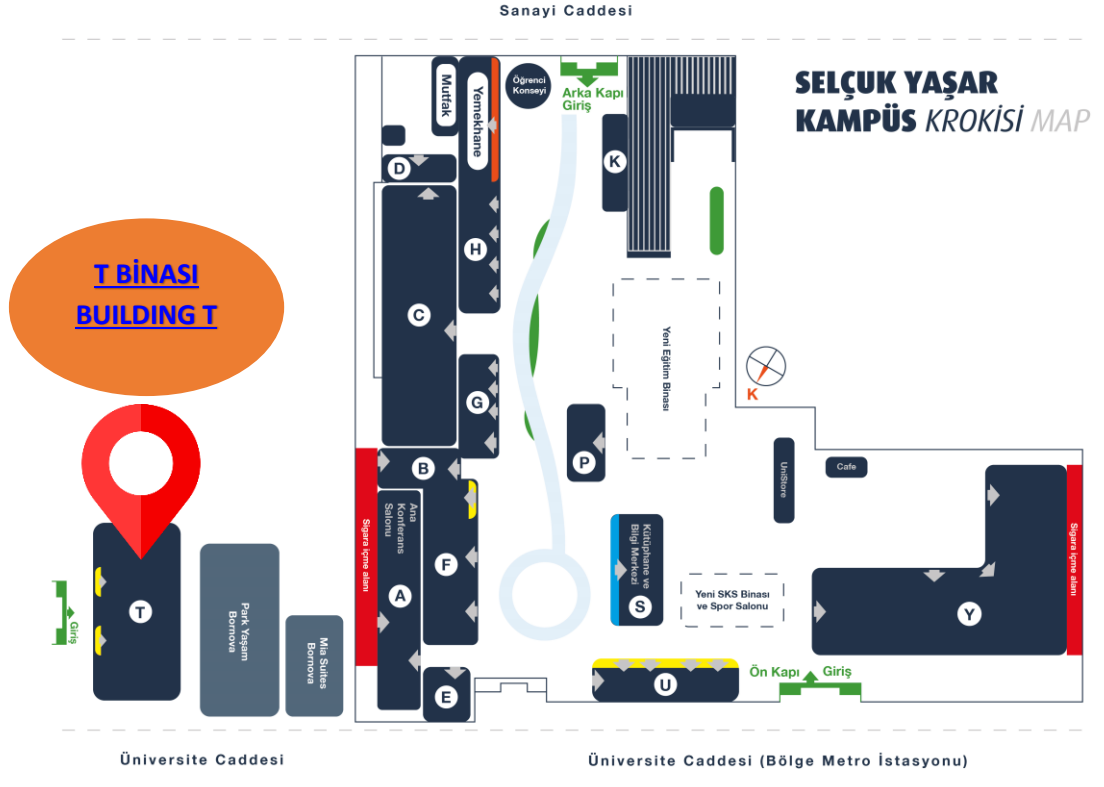 Sanayi Caddesi
SELÇUK YAŞAR
KAMPÜS KROKİSİ MAP
Mutfak
Yemekhane
Öğrenci
Konseyi
Arka Kapı
Giriş
K
D
H
C
G
T BİNASI
BUILDING T
Yeni Eğitim Binası
K
P
B
UniStore
Cafe
Ana
Konferans
Salonu
Sigara içme alanı
F
A
Kütüphane ve
Bilgi Merkezi
S
Yeni SKS Binası
ve Spor Salonu
Y
Sigara içme alanı
T
Giriş
Park Yaşam
Bornova
Mia Suites
Bornova
E
U
Ön Kapı Giriş
Üniversite Caddesi
Üniversite Caddesi (Bölge Metro İstasyonu)